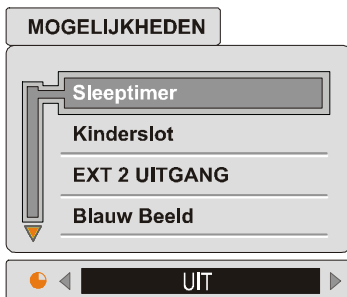 MOGELIJKHEDEN
Sleeptimer
Kinderslot
EXT 2 UITGANG
Blauw Beeld
UIT